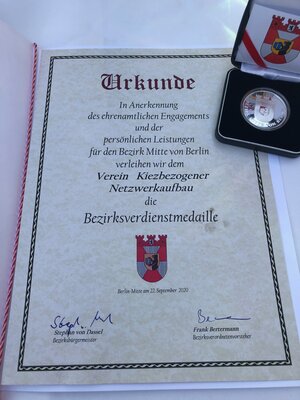 Urkunde
In Anerkennung
des ehrenamtlichen Engagements
und der
persönlichen Leistungen
für den Bezirk Mitte von Berlin
verleihen wir dem
Verein Kiezbezogener
Netzwerkaufbau
die
Bezirksverdienstmedaille
Berlin-Mitte am 22. September 2020
Stephan von Dassel
Bezirksbürgermeister
Frank Bertermann
Bezirksverordnetenvorsteher